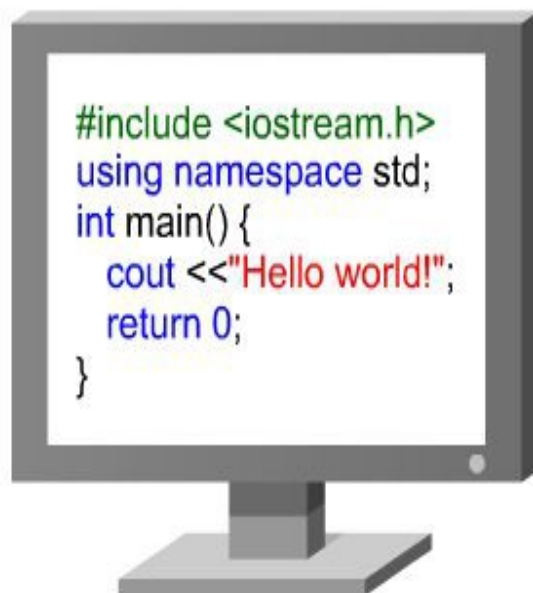 #include <iostream.h>
using namespace std;
int main() {
cout <<"Hello world!";
return 0;
}